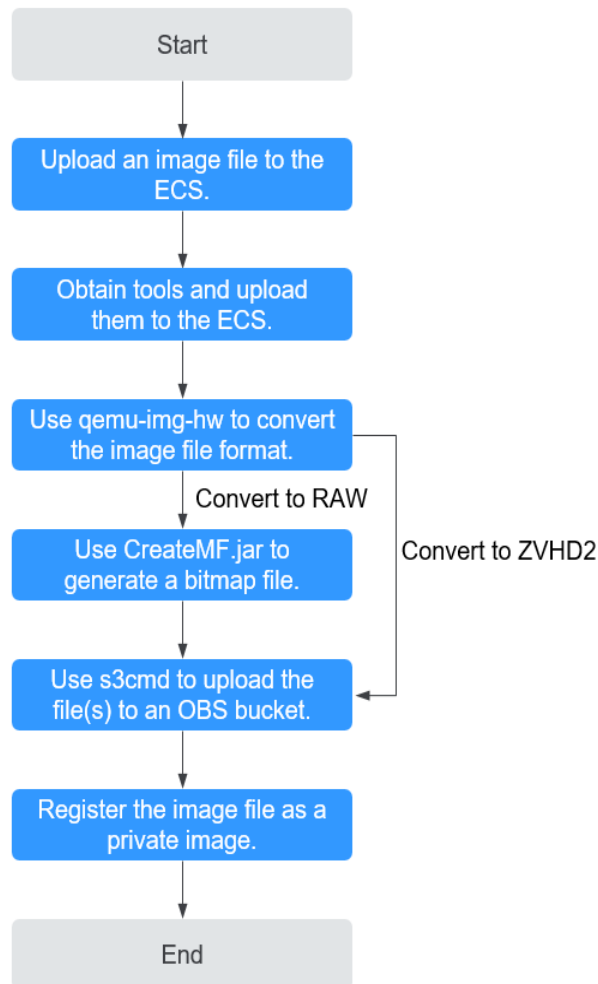 Start
Upload an image file to the
ECS.
Obtain tools and upload
them to the ECS.
Use qemu-img-hw to convert
the image file format.
Convert to RAW
Use CreateMF.jar to
generate a bitmap file.
Convert to ZVHD2
Use s3cmd to upload the
file(s) to an OBS bucket.
Register the image file as a
private image.
End